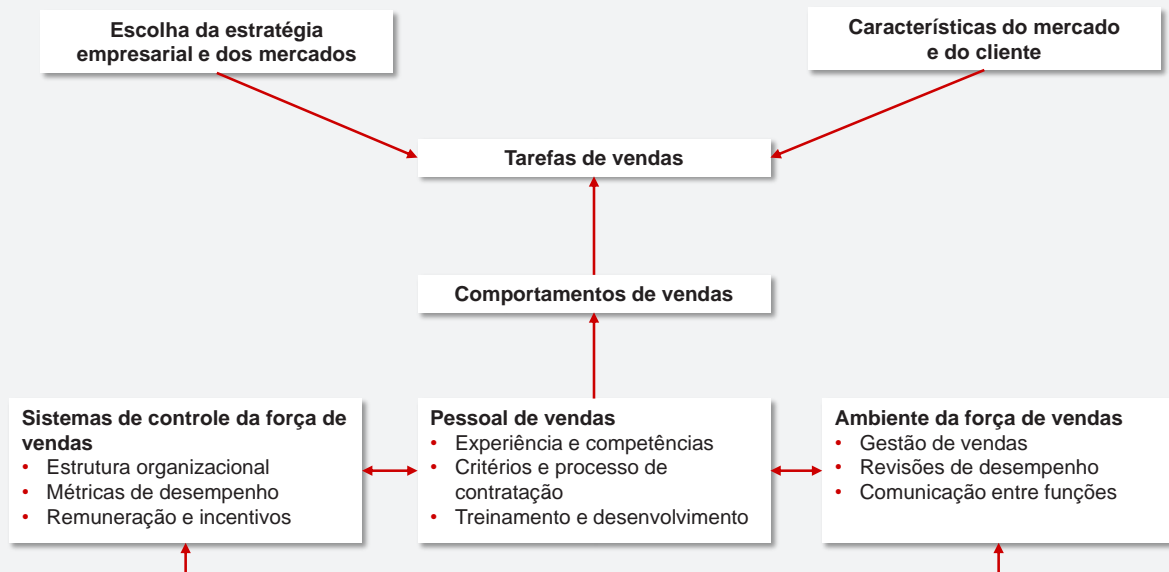 Escolha da estratégia
empresarial e dos mercados
Características do mercado
e do cliente
Tarefas de vendas
Comportamentos de vendas
Sistemas de controle da força de
vendas
• Estrutura organizacional
• Métricas de desempenho
• Remuneração e incentivos
Pessoal de vendas
• Experiência e competências
• Critérios e processo de
contratação
• Treinamento e desenvolvimento
Ambiente da força de vendas
• Gestão de vendas
• Revisões de desempenho
• Comunicação entre funções